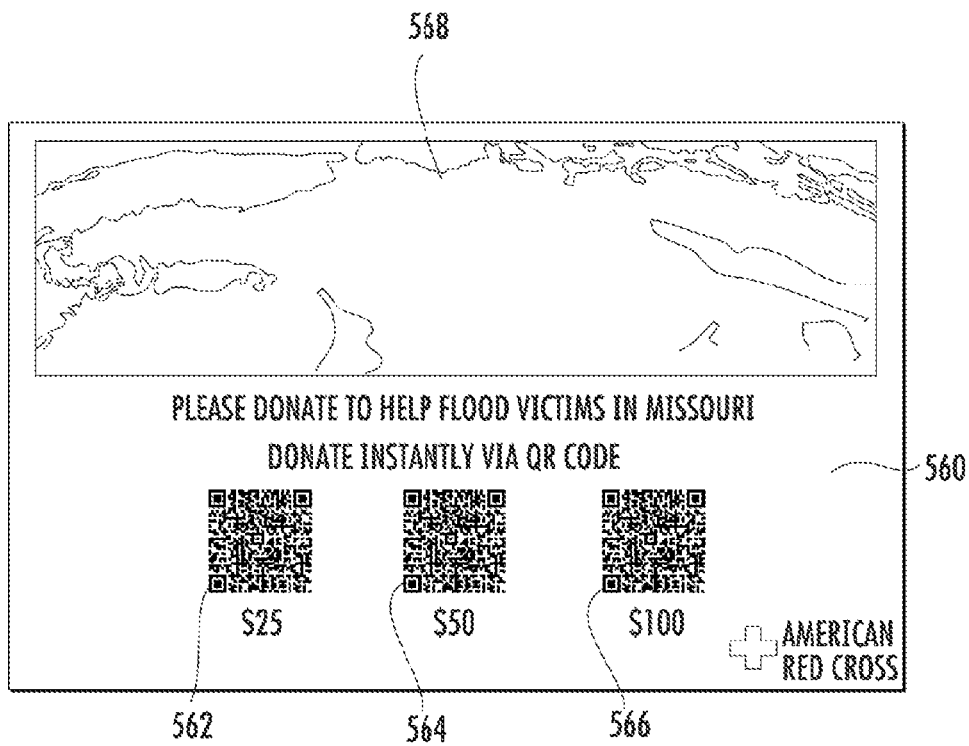 568
PLEASE DONATE TO HELP FLOOD VICTIMS IN MISSOURI
DONATE INSTANTLY VIA QR CODE
560
$25 $50 $100
AMERICAN
RED CROSS
562 564 566